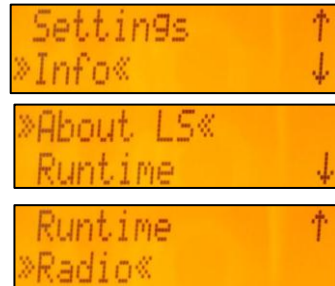 Settings ↑
»Info« ↓
»About LS«
Runtime ↓
Runtime ↑
»Radio«